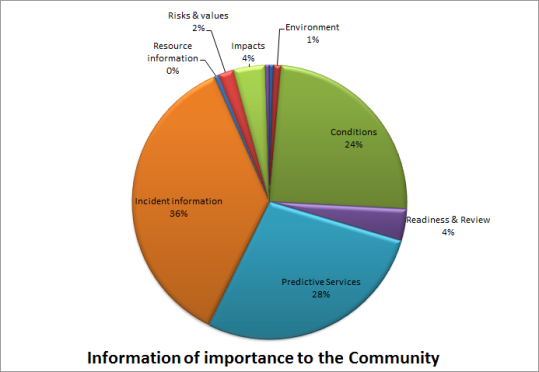 Risks & values
2%
Environment
1%
Resource
information
0%
Impacts
4%
Conditions
24%
Incident information
36%
Readiness & Review
4%
Predictive Services
28%
Information of importance to the Community